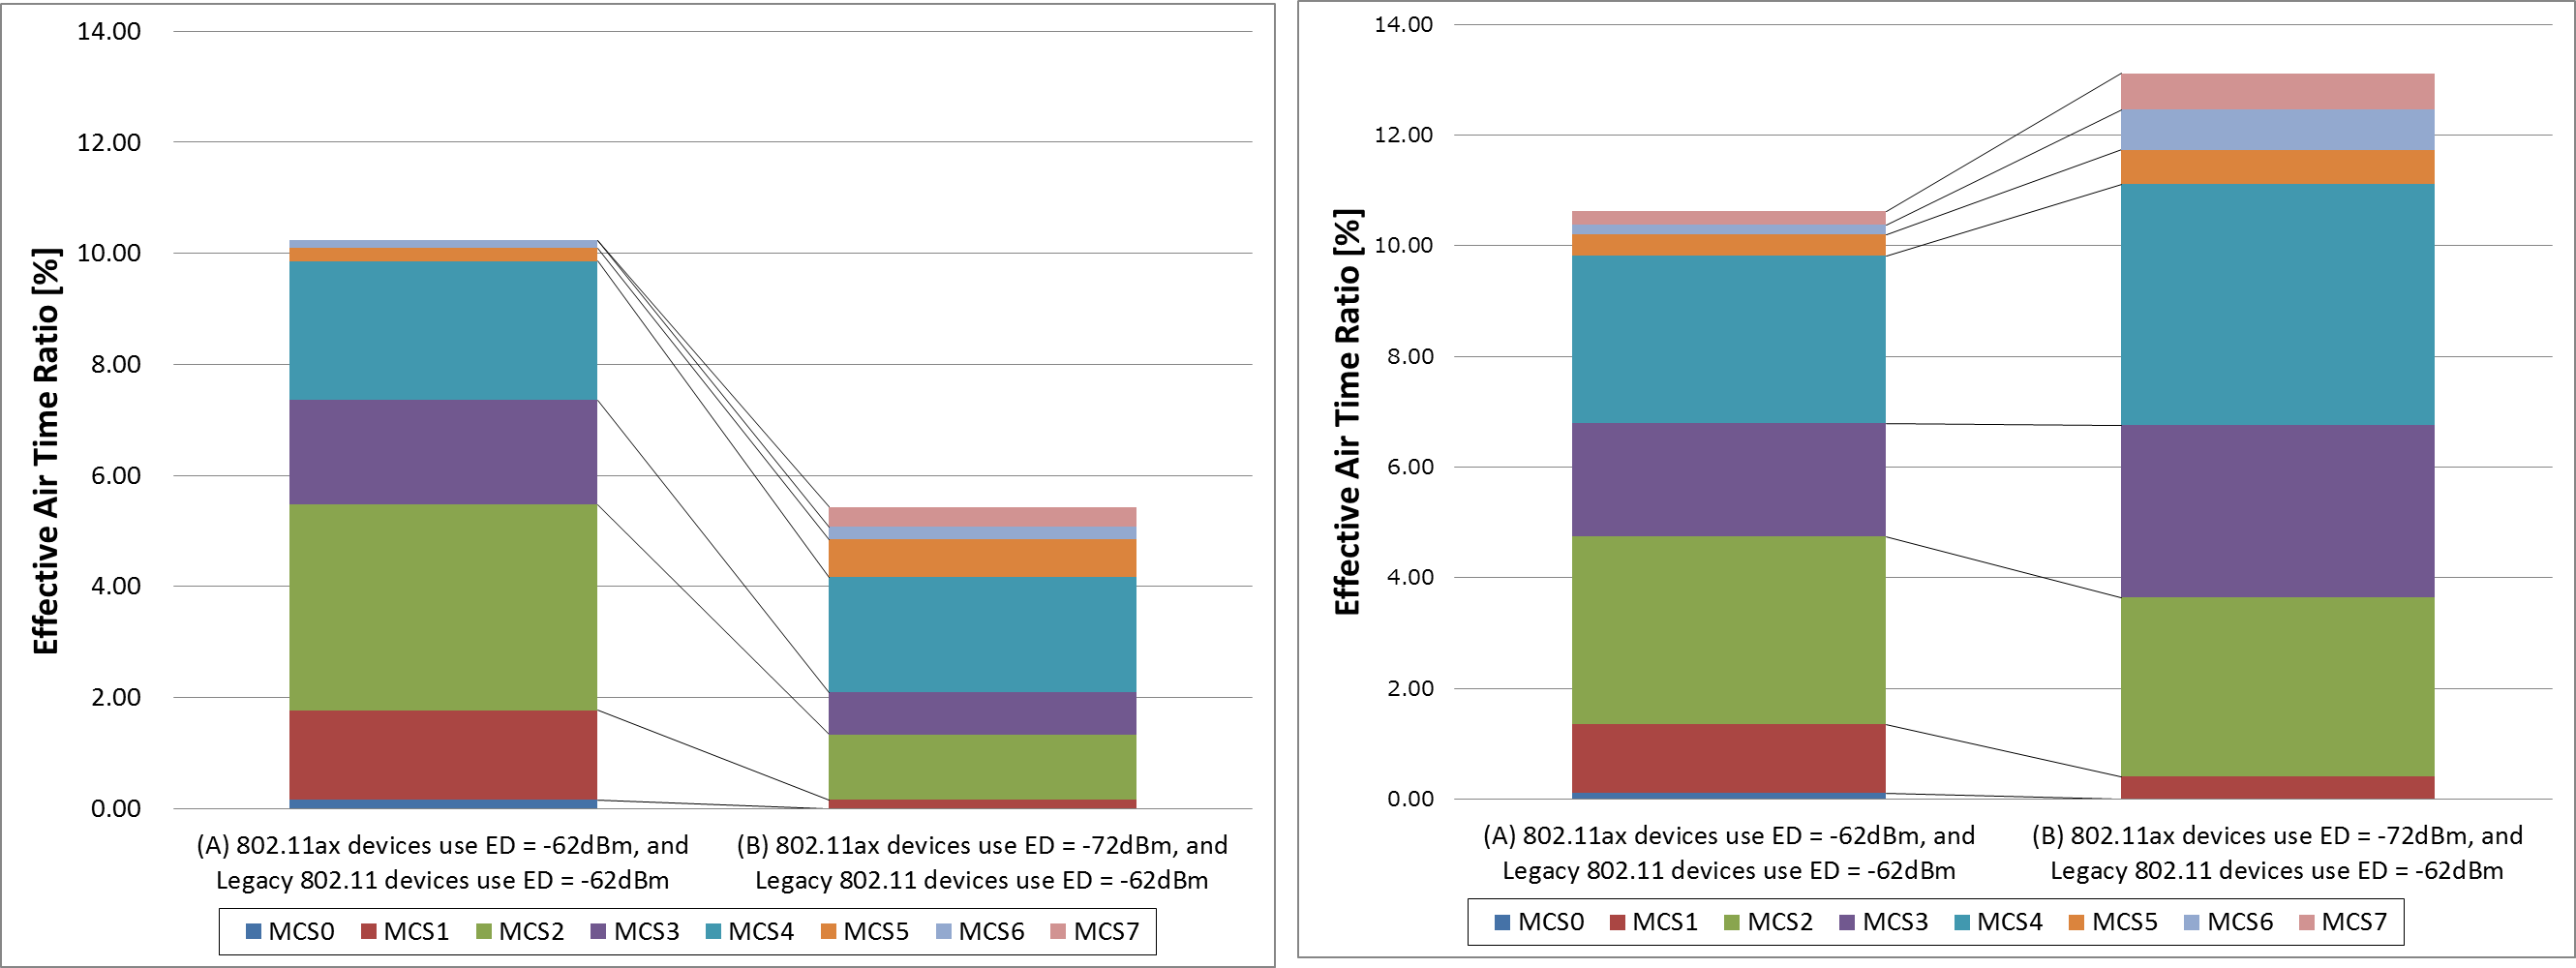 Effective Air Time Ratio [%]
14.00
12.00
10.00
8.00
6.00
4.00
2.00
0.00
(A) 802.11ax devices use ED = -62dBm, and
Legacy 802.11 devices use ED = -62dBm
(B) 802.11ax devices use ED = -72dBm, and
Legacy 802.11 devices use ED = -62dBm
MCS0 MCS1 MCS2 MCS3 MCS4 MCS5 MCS6 MCS7
Effective Air Time Ratio [%]
14.00
12.00
10.00
8.00
6.00
4.00
2.00
0.00
(A) 802.11ax devices use ED = -62dBm, and
Legacy 802.11 devices use ED = -62dBm
(B) 802.11ax devices use ED = -72dBm, and
Legacy 802.11 devices use ED = -62dBm
MCS0 MCS1 MCS2 MCS3 MCS4 MCS5 MCS6 MCS7